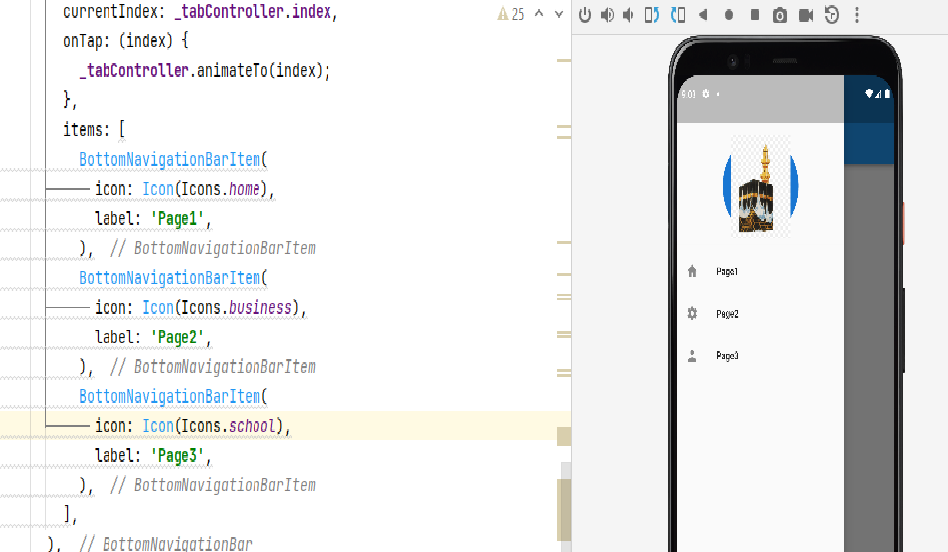 currentIndex: _tabController.index,
25
onTap: (index) {
_tabController.animateTo(index);
},
items: [
BottomNavigationBarItem(
icon: Icon(Icons.home),
label: 'Page1',
), // BottomNavigationBarItem
BottomNavigationBarItem(
icon: Icon(Icons.business),
label: 'Page2',
), // BottomNavigationBarItem
BottomNavigationBarItem(
icon: Icon(Icons.school),
label: 'Page3',
), // BottomNavigationBarItem
],
), // BottomNavigationBar
9:03
Page1
Page2
Page3